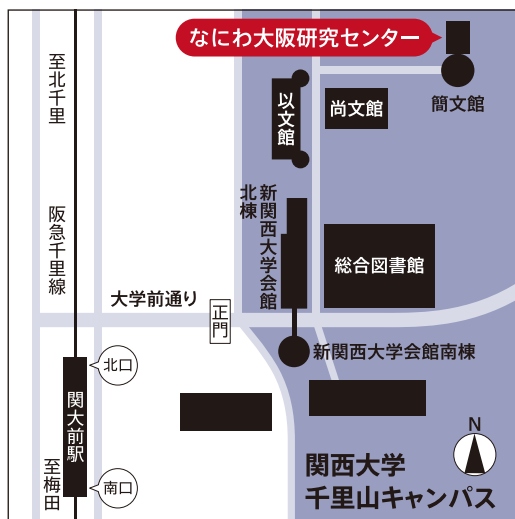 なにわ大阪研究センター
至北千里
以文館
尚文館
簡文館
阪急千里線
新関西大学会館
北棟
総合図書館
大学前通り
正門
新関西大学会館南棟
北口
関大前駅
南口
至梅田
N
関西大学
千里山キャンパス